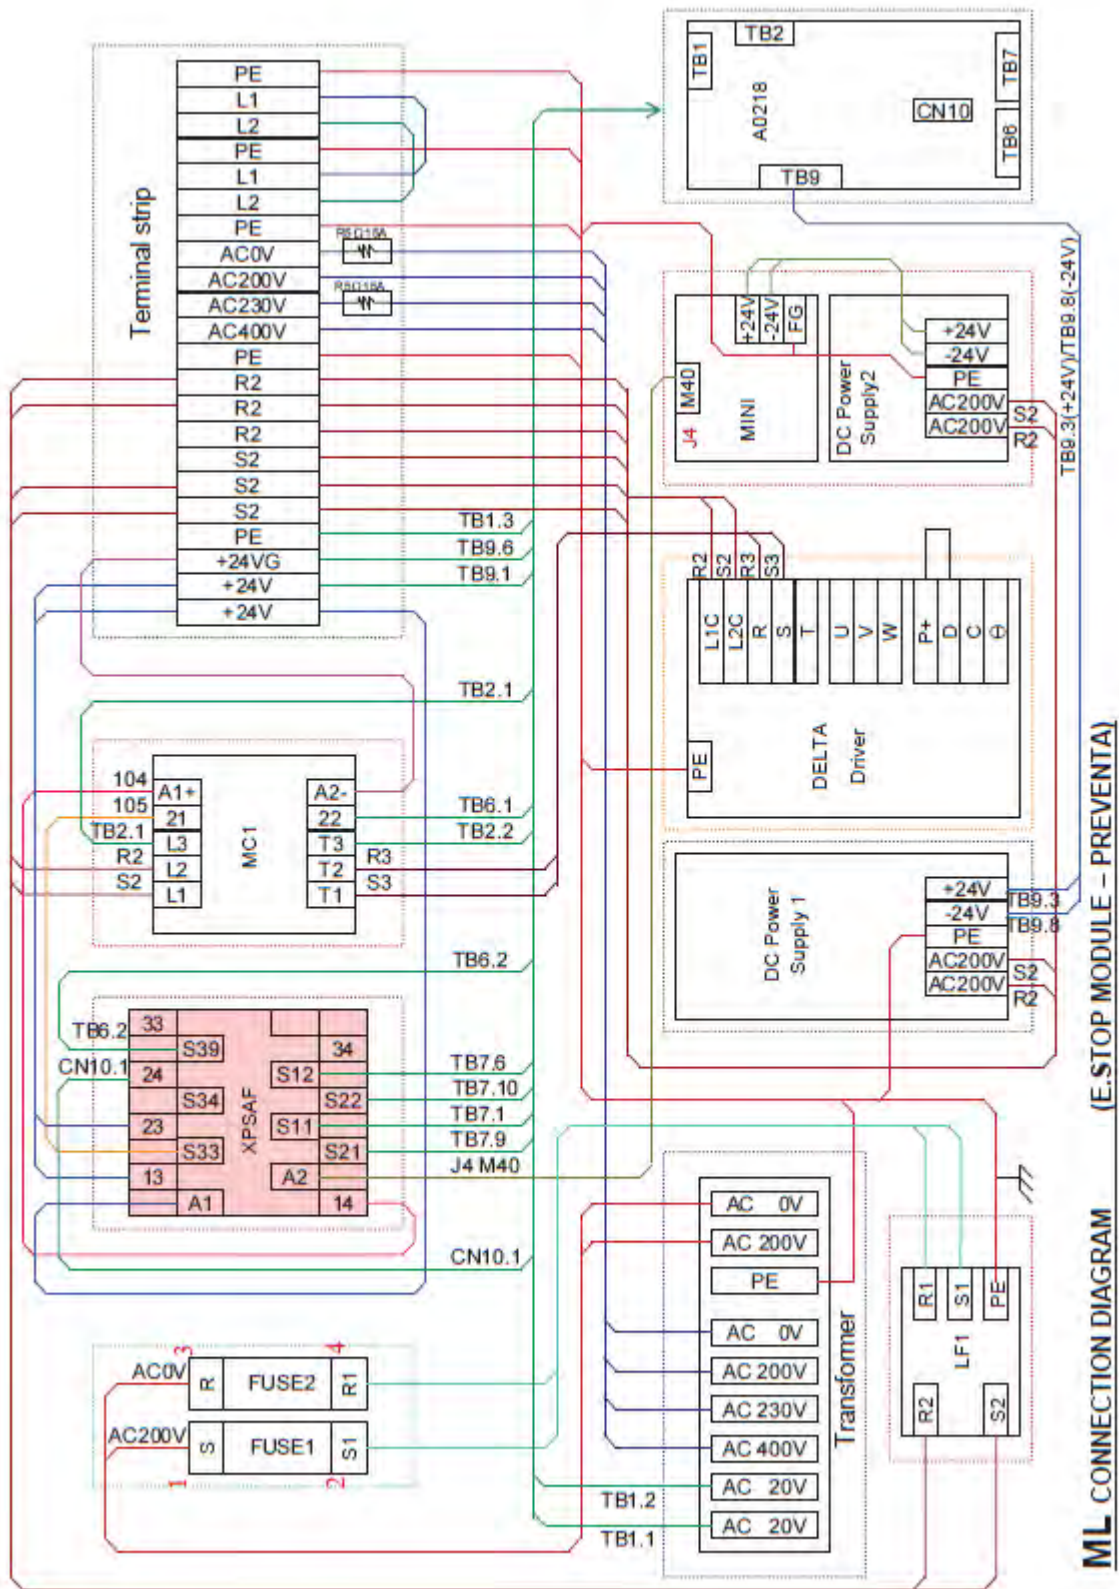 Terminal strip
PE
L1
L2
PE
L1
L2
PE
AC0V
AC200V
AC230V
AC400V
PE
R2
R2
R2
S2
S2
S2
PE
+24VG
+24V
+24V
TB1.3
TB9.6
TB9.1
TB2.1
TB1
TB2
A0218
CN10
TB7
TB6
TB9
+24V
-24V
FG
M40
J4
MINI
DC Power
Supply2
+24V
-24V
PE
AC200V
AC200V
S2
R2
TB9.3(+24V)/TB9.8(-24V)
R2
S2
R3
S3
L1C
L2C
R
S
T
U
V
W
P+
D
C
Θ
PE
DELTA
Driver
104
105
TB2.1
R2
S2
A1+
21
L3
L2
L1
MC1
A2-
22
T3
T2
T1
TB6.1
TB2.2
R3
S3
DC Power
Supply 1
+24V
-24V
PE
AC200V
AC200V
TB9.3
TB9.8
S2
R2
TB6.2
TB6.2
CN10.1
33
S39
24
S34
23
S33
13
A1
XPSAF
34
S12
S22
S11
S21
A2
14
TB7.6
TB7.10
TB7.1
TB7.9
J4 M40
CN10.1
AC0V
3
R
FUSE2
R1
4
AC200V
1
S
FUSE1
S1
2
AC 0V
AC 200V
PE
AC 0V
AC 200V
AC 230V
AC 400V
AC 20V
AC 20V
Transformer
TB1.2
TB1.1
R1
S1
PE
LF1
R2
S2
ML CONNECTION DIAGRAM (E.STOP MODULE – PREVENTA)